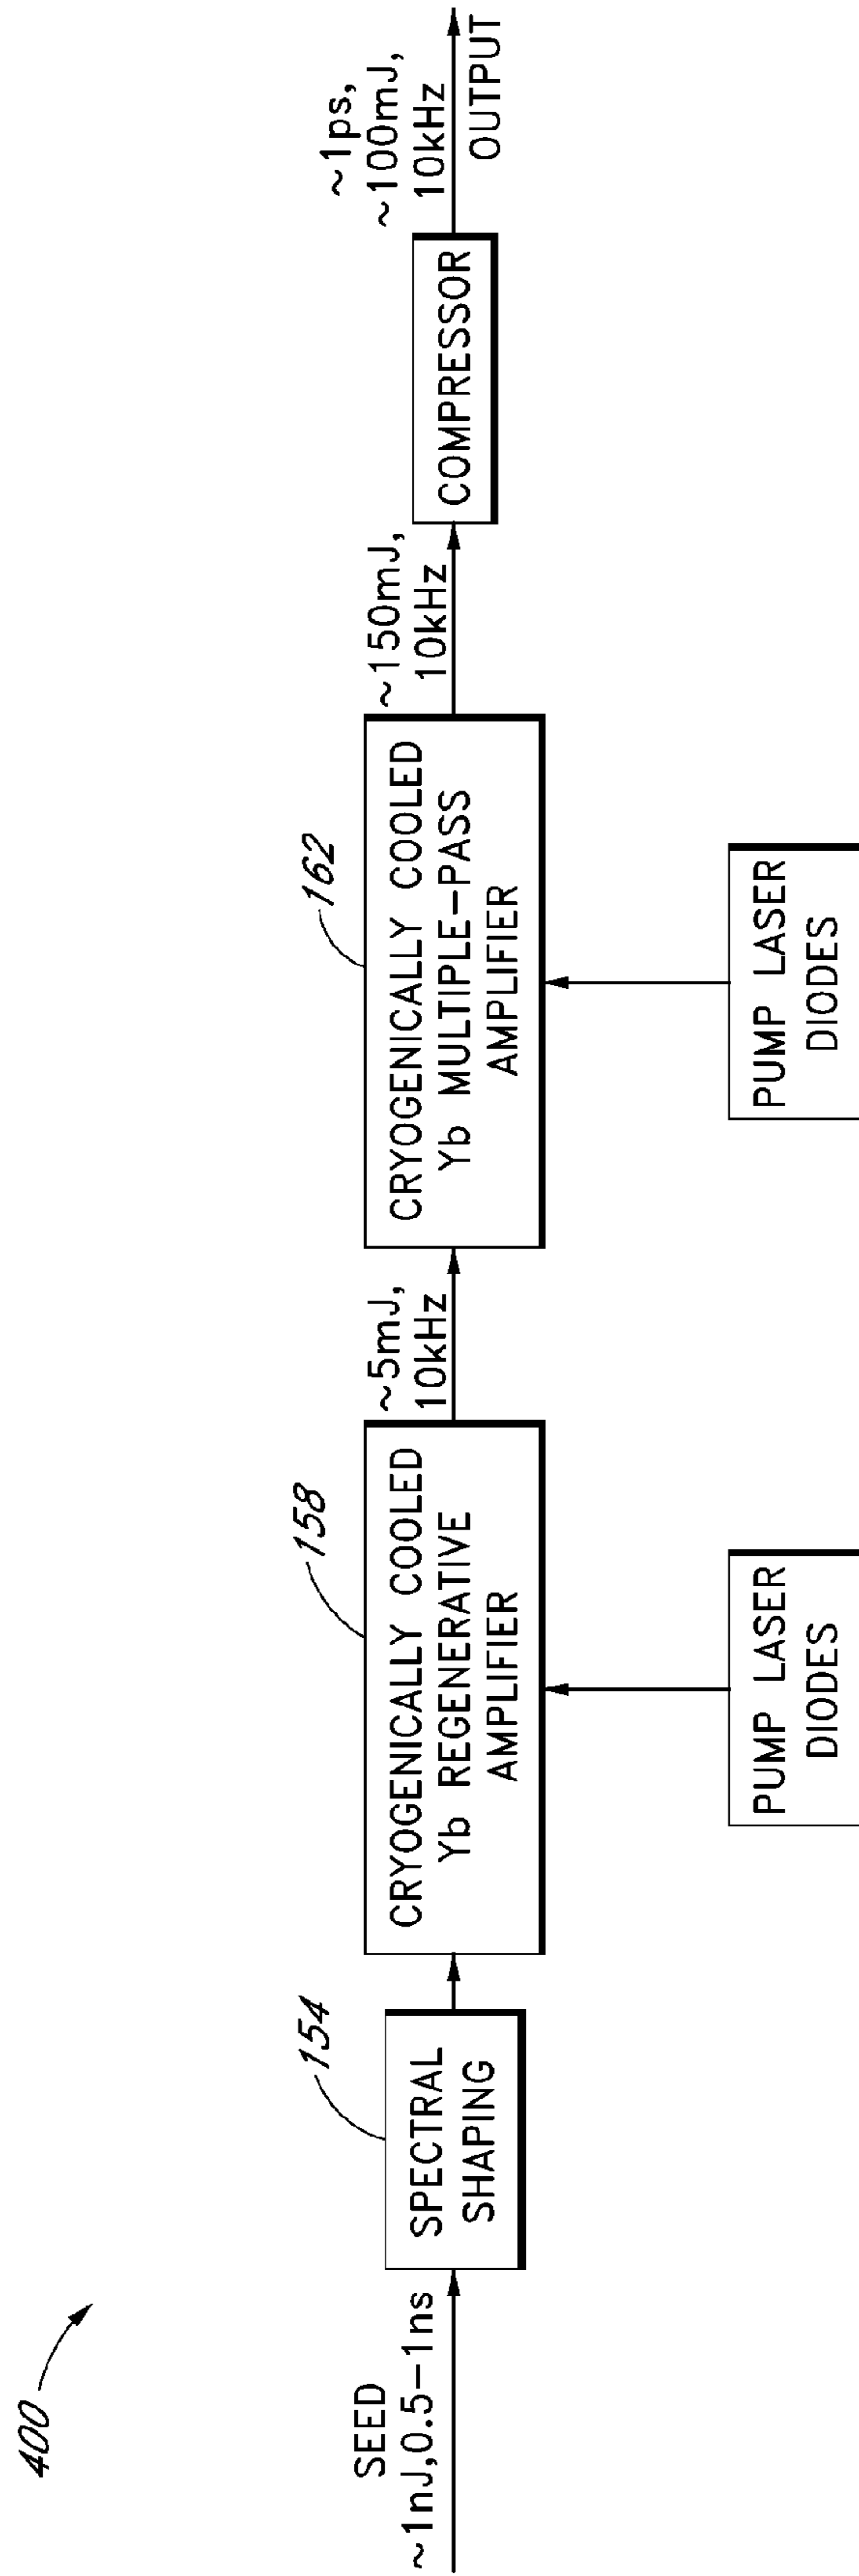 400
SEED
~1nJ,0.5-1ns
154
SPECTRAL
SHAPING
158
CRYOGENICALLY COOLED
Yb REGENERATIVE
AMPLIFIER
PUMP LASER
DIODES
~5mJ,
10kHz
162
CRYOGENICALLY COOLED
Yb MULTIPLE-PASS
AMPLIFIER
PUMP LASER
DIODES
~150mJ,
10kHz
COMPRESSOR
~1ps,
~100mJ,
10kHz
OUTPUT